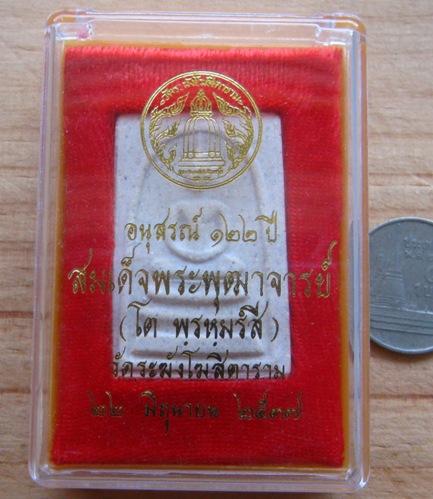 อนุสรณ์ ๑๒๒ ปี
สมเด็จพระพุฒาจารย์
(โต พฺรหฺมรํสี)
วัดระฆังโฆสิตาราม
๒๒ มิถุนายน ๒๕๓๗